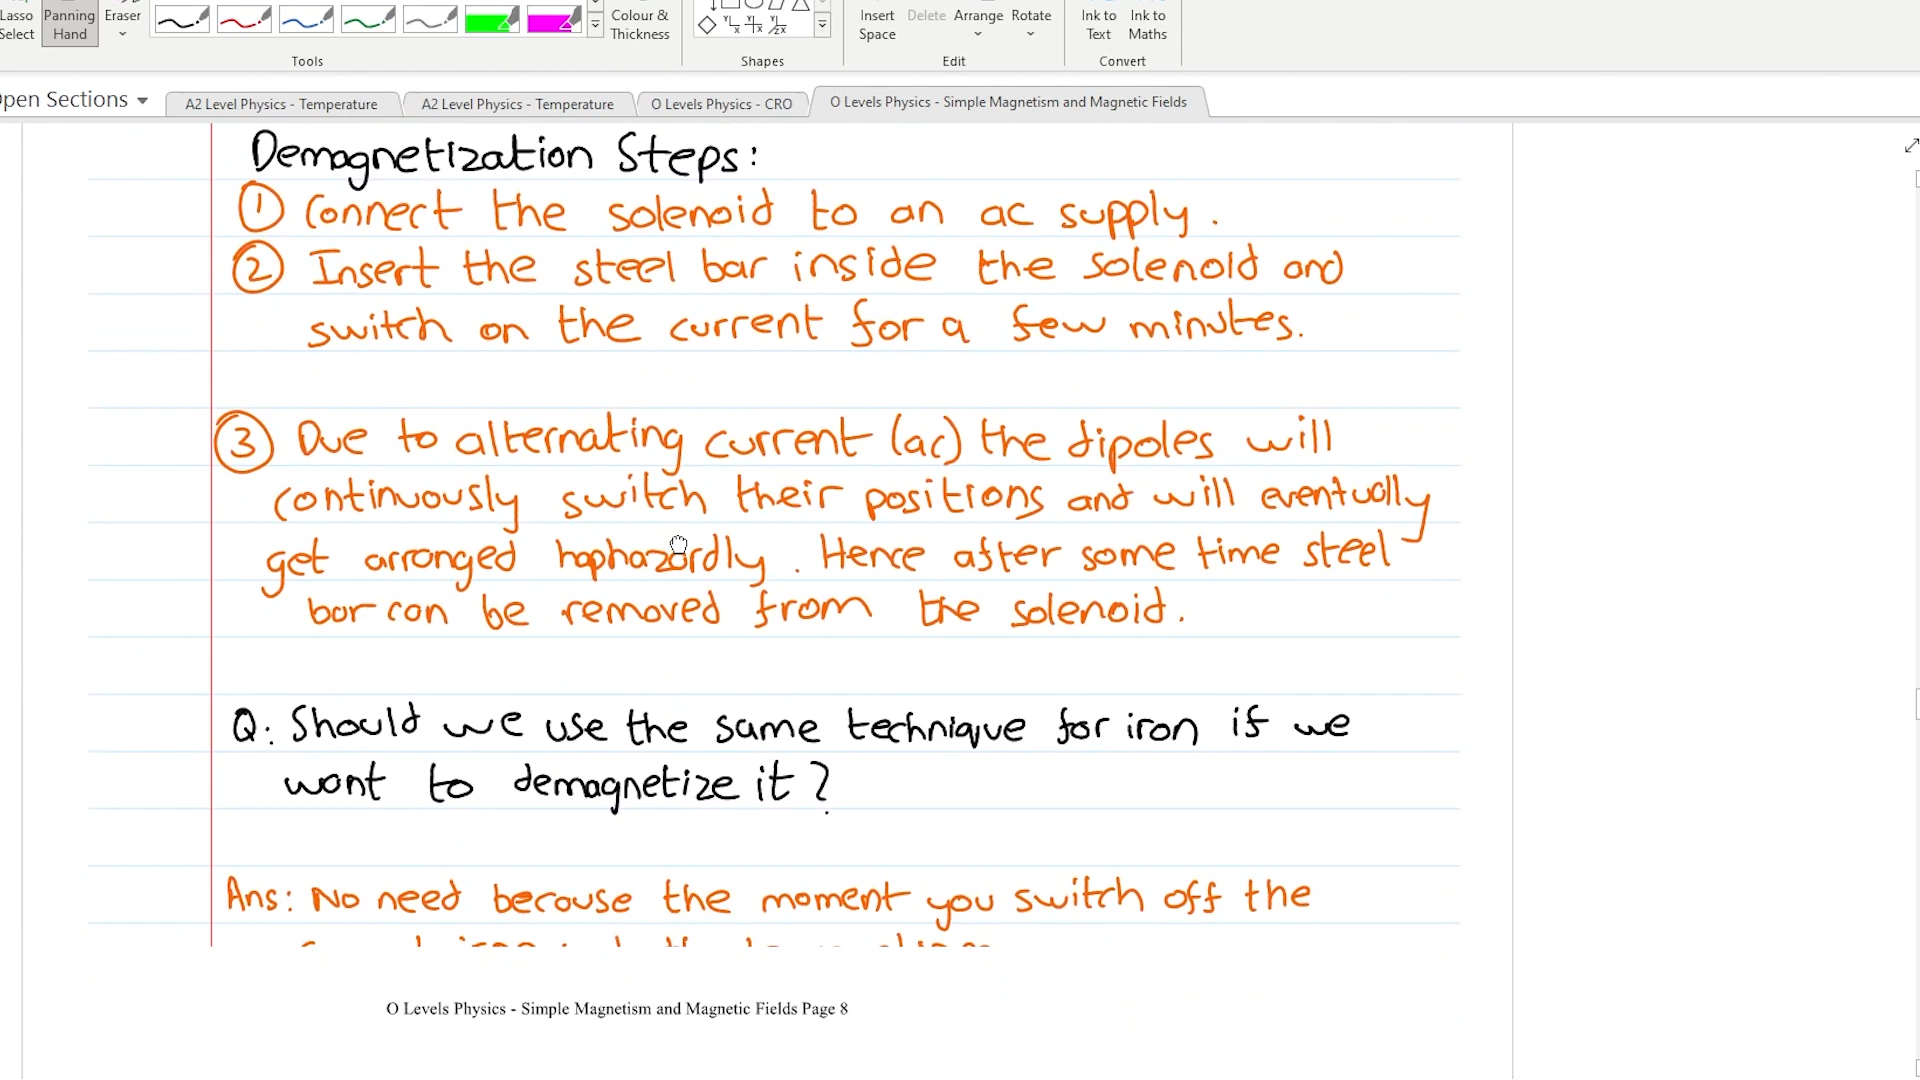 Lasso
Select
Panning
Hand
Eraser
Colour &
Thickness
Insert
Space
Delete
Arrange
Rotate
Ink to
Text
Ink to
Maths
Tools
Shapes
Edit
Convert
pen Sections
A2 Level Physics - Temperature
A2 Level Physics - Temperature
O Levels Physics - CRO
O Levels Physics - Simple Magnetism and Magnetic Fields
Demagnetization Steps:
① Connect the solenoid to an ac supply.
② Insert the steel bar inside the solenoid and
switch on the current for a few minutes.
③ Due to alternating current (ac) the dipoles will
continuously switch their positions and will eventually
get arranged haphazardly. Hence after some time steel
bar can be removed from the solenoid.
Q: Should we use the same technique for iron if we
want to demagnetize it?
Ans: No need because the moment you switch off the
O Levels Physics - Simple Magnetism and Magnetic Fields Page 8